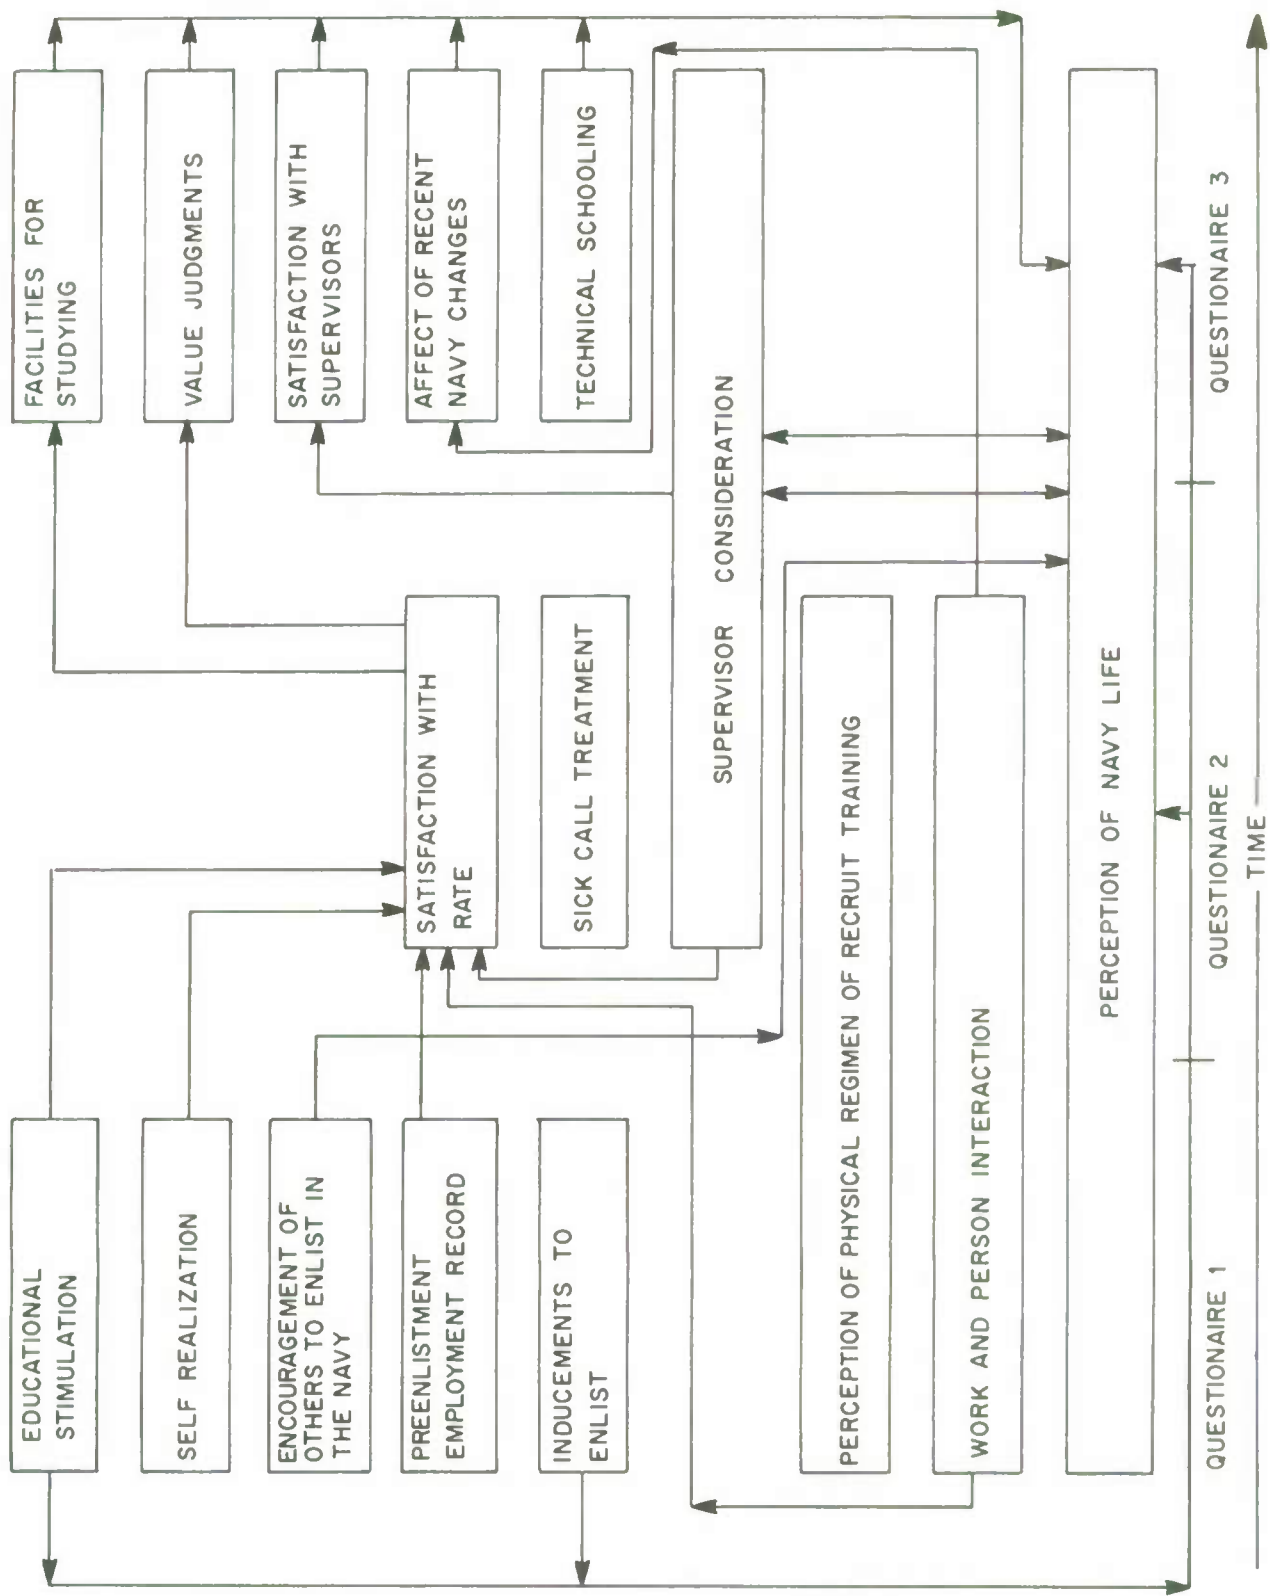 EDUCATIONAL
STIMULATION
SELF REALIZATION
ENCOURAGEMENT OF
OTHERS TO ENLIST IN
THE NAVY
PREENLISTMENT
EMPLOYMENT RECORD
INDUCEMENTS TO
ENLIST
SATISFACTION WITH
RATE
SICK CALL TREATMENT
FACILITIES FOR
STUDYING
VALUE JUDGMENTS
SATISFACTION WITH
SUPERVISORS
AFFECT OF RECENT
NAVY CHANGES
TECHNICAL SCHOOLING
SUPERVISOR CONSIDERATION
PERCEPTION OF PHYSICAL REGIMEN OF RECRUIT TRAINING
WORK AND PERSON INTERACTION
PERCEPTION OF NAVY LIFE
QUESTIONAIRE 1
QUESTIONAIRE 2
QUESTIONAIRE 3
TIME